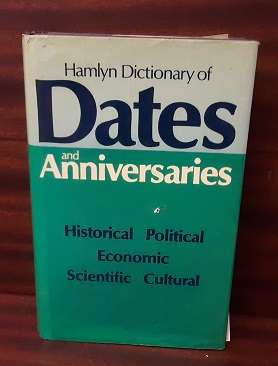 Hamlyn Dictionary of
Dates
and
Anniversaries
Historical Political
Economic
Scientific Cultural